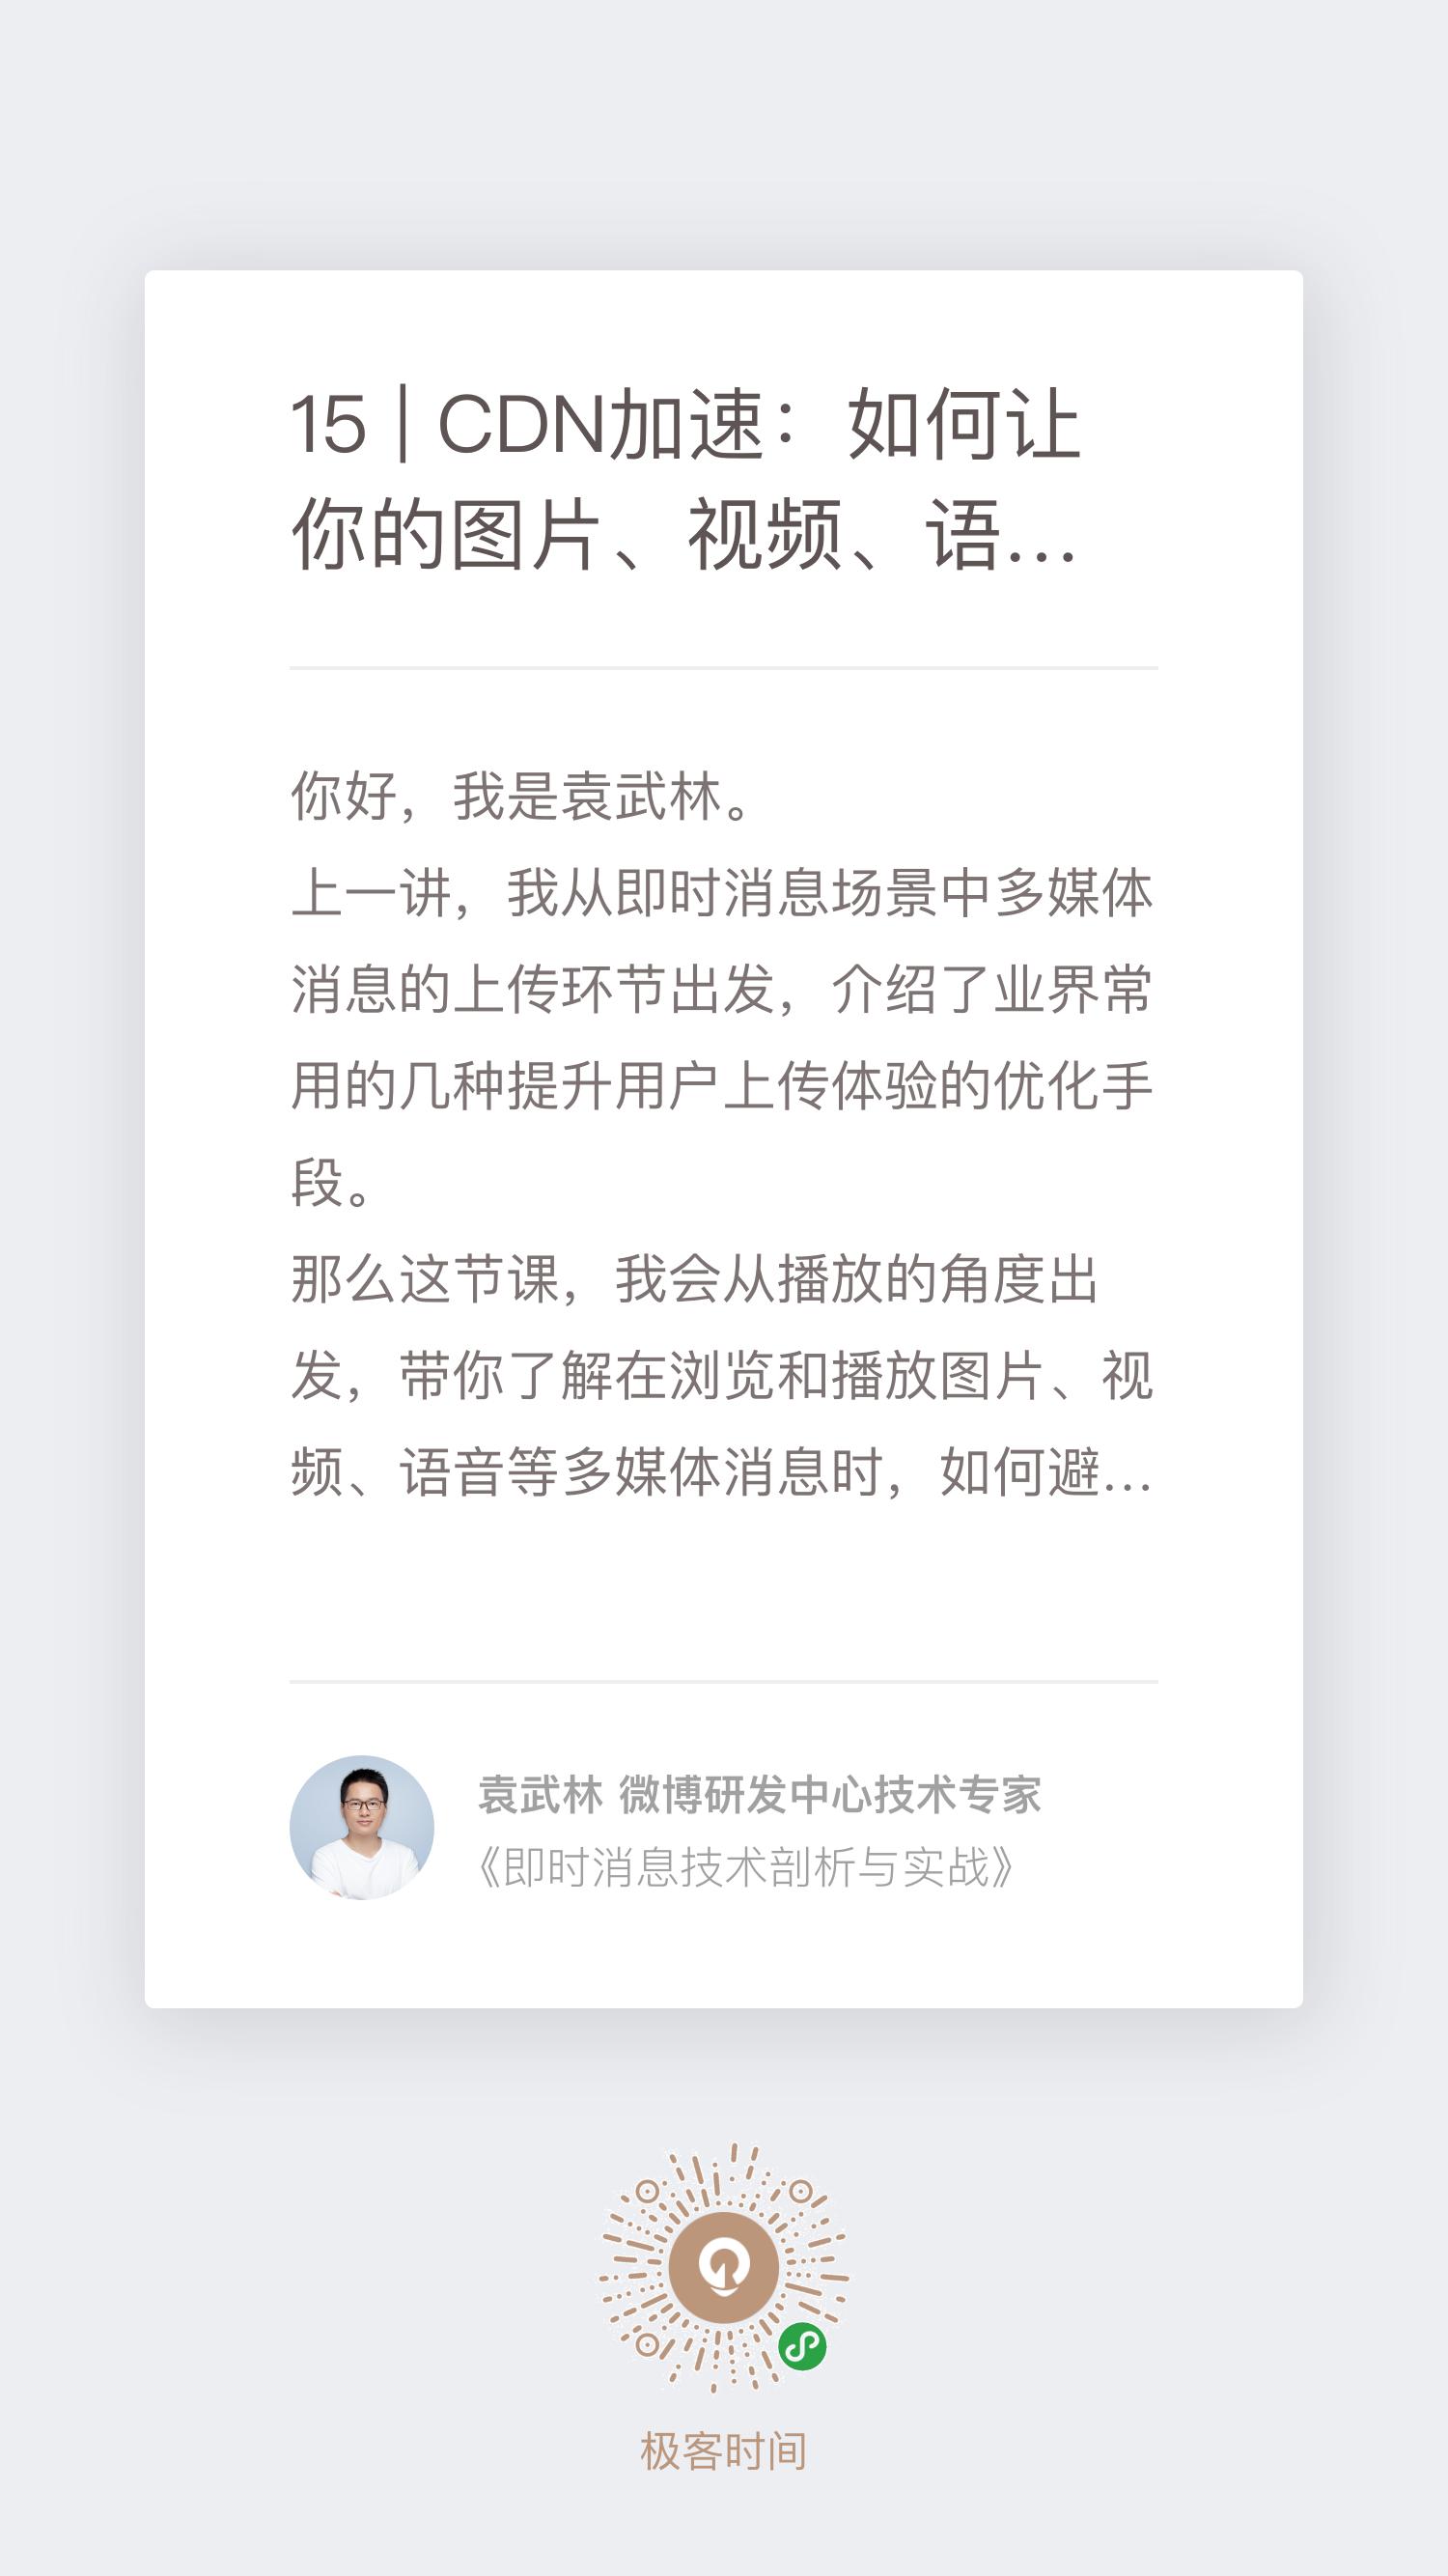 15 | CDN加速：如何让
你的图片、视频、语...
你好，我是袁武林。
上一讲，我从即时消息场景中多媒体
消息的上传环节出发，介绍了业界常
用的几种提升用户上传体验的优化手
段。
那么这节课，我会从播放的角度出
发，带你了解在浏览和播放图片、视
频、语音等多媒体消息时，如何避...
袁武林 微博研发中心技术专家
《即时消息技术剖析与实战》
极客时间